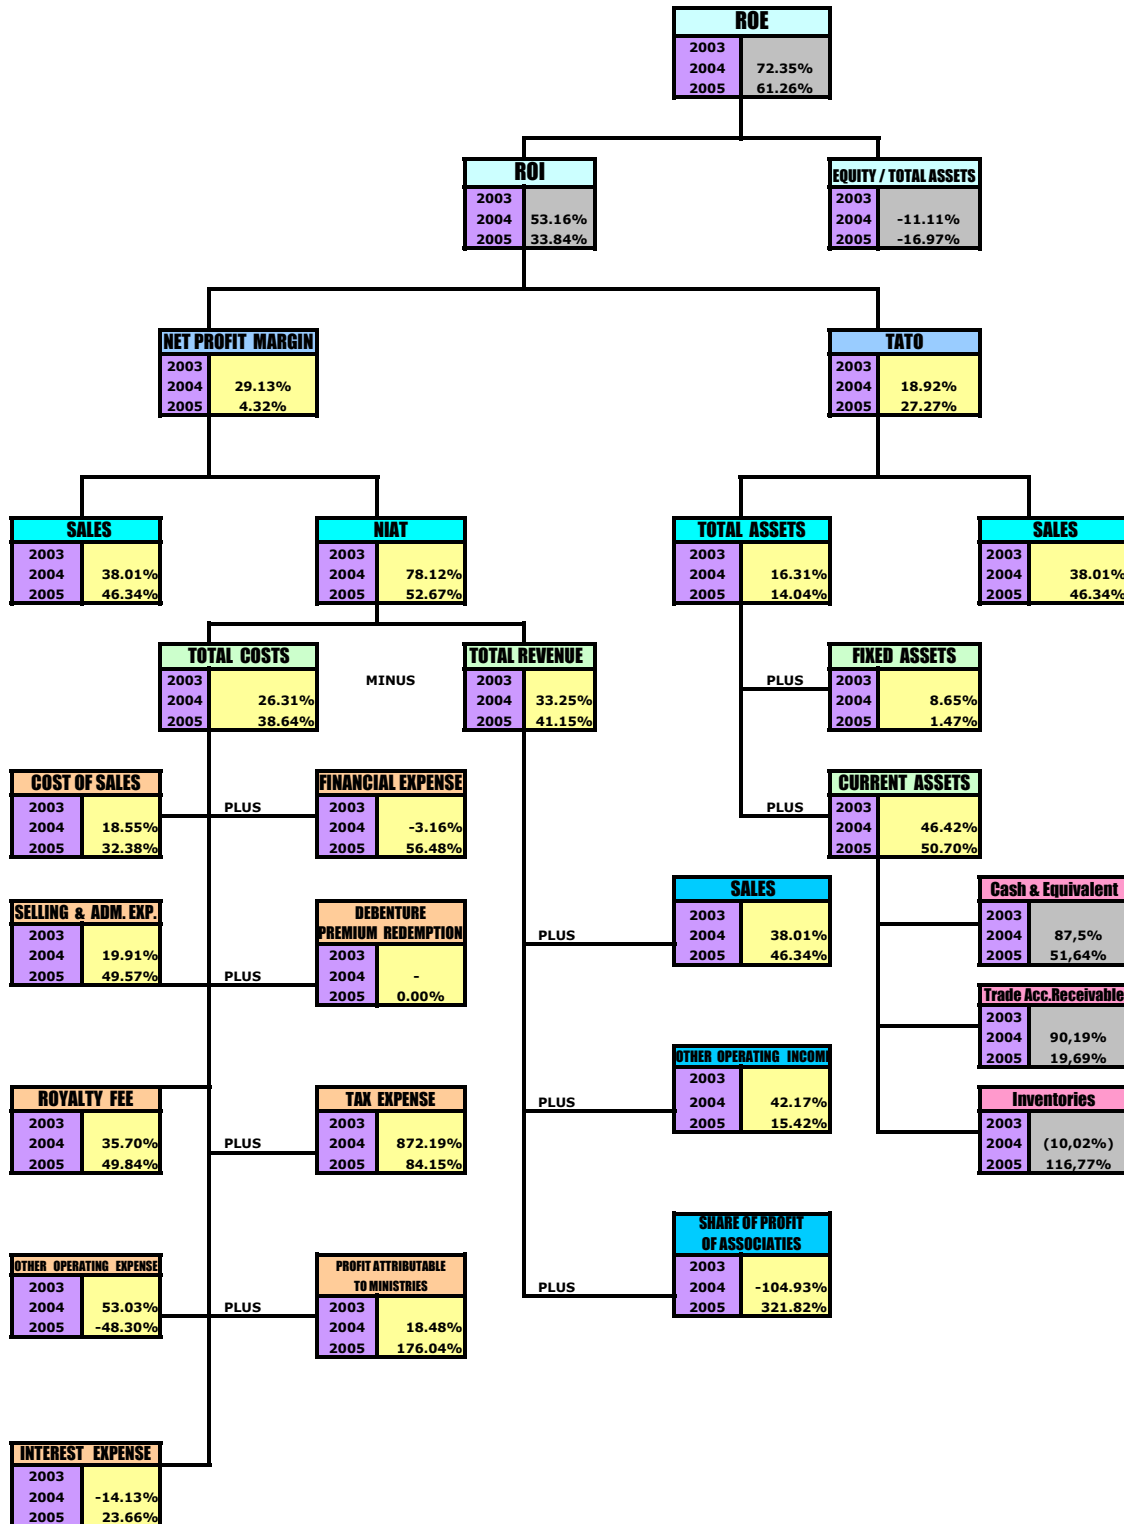 ROE
2003
2004 72.35%
2005 61.26%
ROI
2003
2004 53.16%
2005 33.84%
EQUITY / TOTAL ASSETS
2003
2004 -11.11%
2005 -16.97%
NET PROFIT MARGIN
2003
2004 29.13%
2005 4.32%
TATO
2003
2004 18.92%
2005 27.27%
SALES
2003
2004 38.01%
2005 46.34%
NIAT
2003
2004 78.12%
2005 52.67%
TOTAL ASSETS
2003
2004 16.31%
2005 14.04%
SALES
2003
2004 38.01%
2005 46.34%
TOTAL COSTS
2003
2004 26.31%
2005 38.64%
MINUS
TOTAL REVENUE
2003
2004 33.25%
2005 41.15%
PLUS
FIXED ASSETS
2003
2004 8.65%
2005 1.47%
COST OF SALES
2003
2004 18.55%
2005 32.38%
PLUS
FINANCIAL EXPENSE
2003
2004 -3.16%
2005 56.48%
PLUS
CURRENT ASSETS
2003
2004 46.42%
2005 50.70%
SELLING & ADM. EXP.
2003
2004 19.91%
2005 49.57%
PLUS
DEBENTURE
PREMIUM REDEMPTION
2003
2004 -
2005 0.00%
PLUS
SALES
2003
2004 38.01%
2005 46.34%
Cash & Equivalent
2003
2004 87,5%
2005 51,64%
Trade Acc.Receivable
2003
2004 90,19%
2005 19,69%
ROYALTY FEE
2003
2004 35.70%
2005 49.84%
PLUS
TAX EXPENSE
2003
2004 872.19%
2005 84.15%
PLUS
OTHER OPERATING INCOM
2003
2004 42.17%
2005 15.42%
Inventories
2003
2004 (10,02%)
2005 116,77%
OTHER OPERATING EXPENSE
2003
2004 53.03%
2005 -48.30%
PLUS
PROFIT ATTRIBUTABLE
TO MINISTRIES
2003
2004 18.48%
2005 176.04%
PLUS
SHARE OF PROFIT
OF ASSOCIATIES
2003
2004 -104.93%
2005 321.82%
INTEREST EXPENSE
2003
2004 -14.13%
2005 23.66%